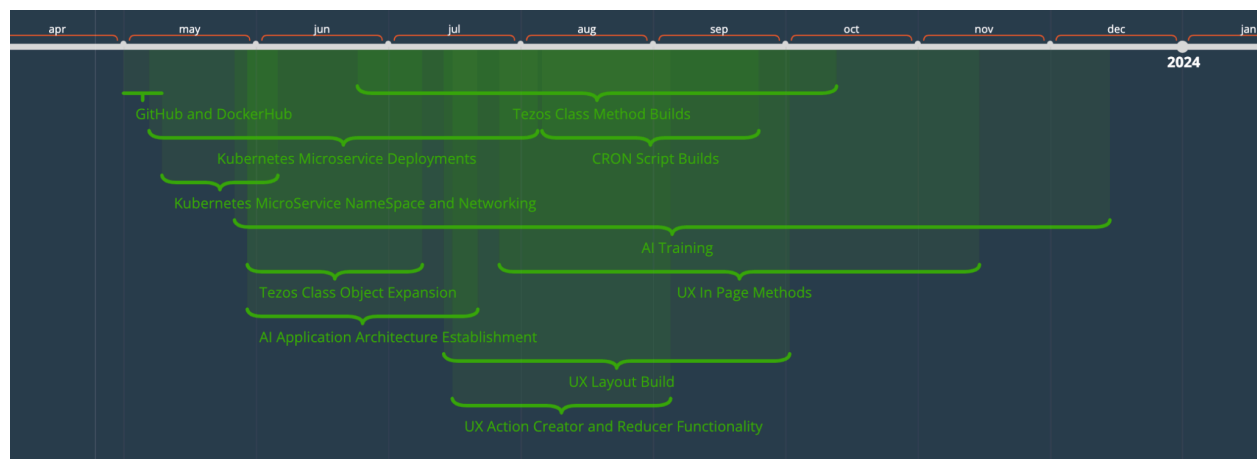 apr may jun jul aug sep oct nov dec jan
2024
GitHub and DockerHub Tezos Class Method Builds
Kubernetes Microservice Deployments CRON Script Builds
Kubernetes MicroService NameSpace and Networking
AI Training
Tezos Class Object Expansion UX In Page Methods
AI Application Architecture Establishment
UX Layout Build
UX Action Creator and Reducer Functionality